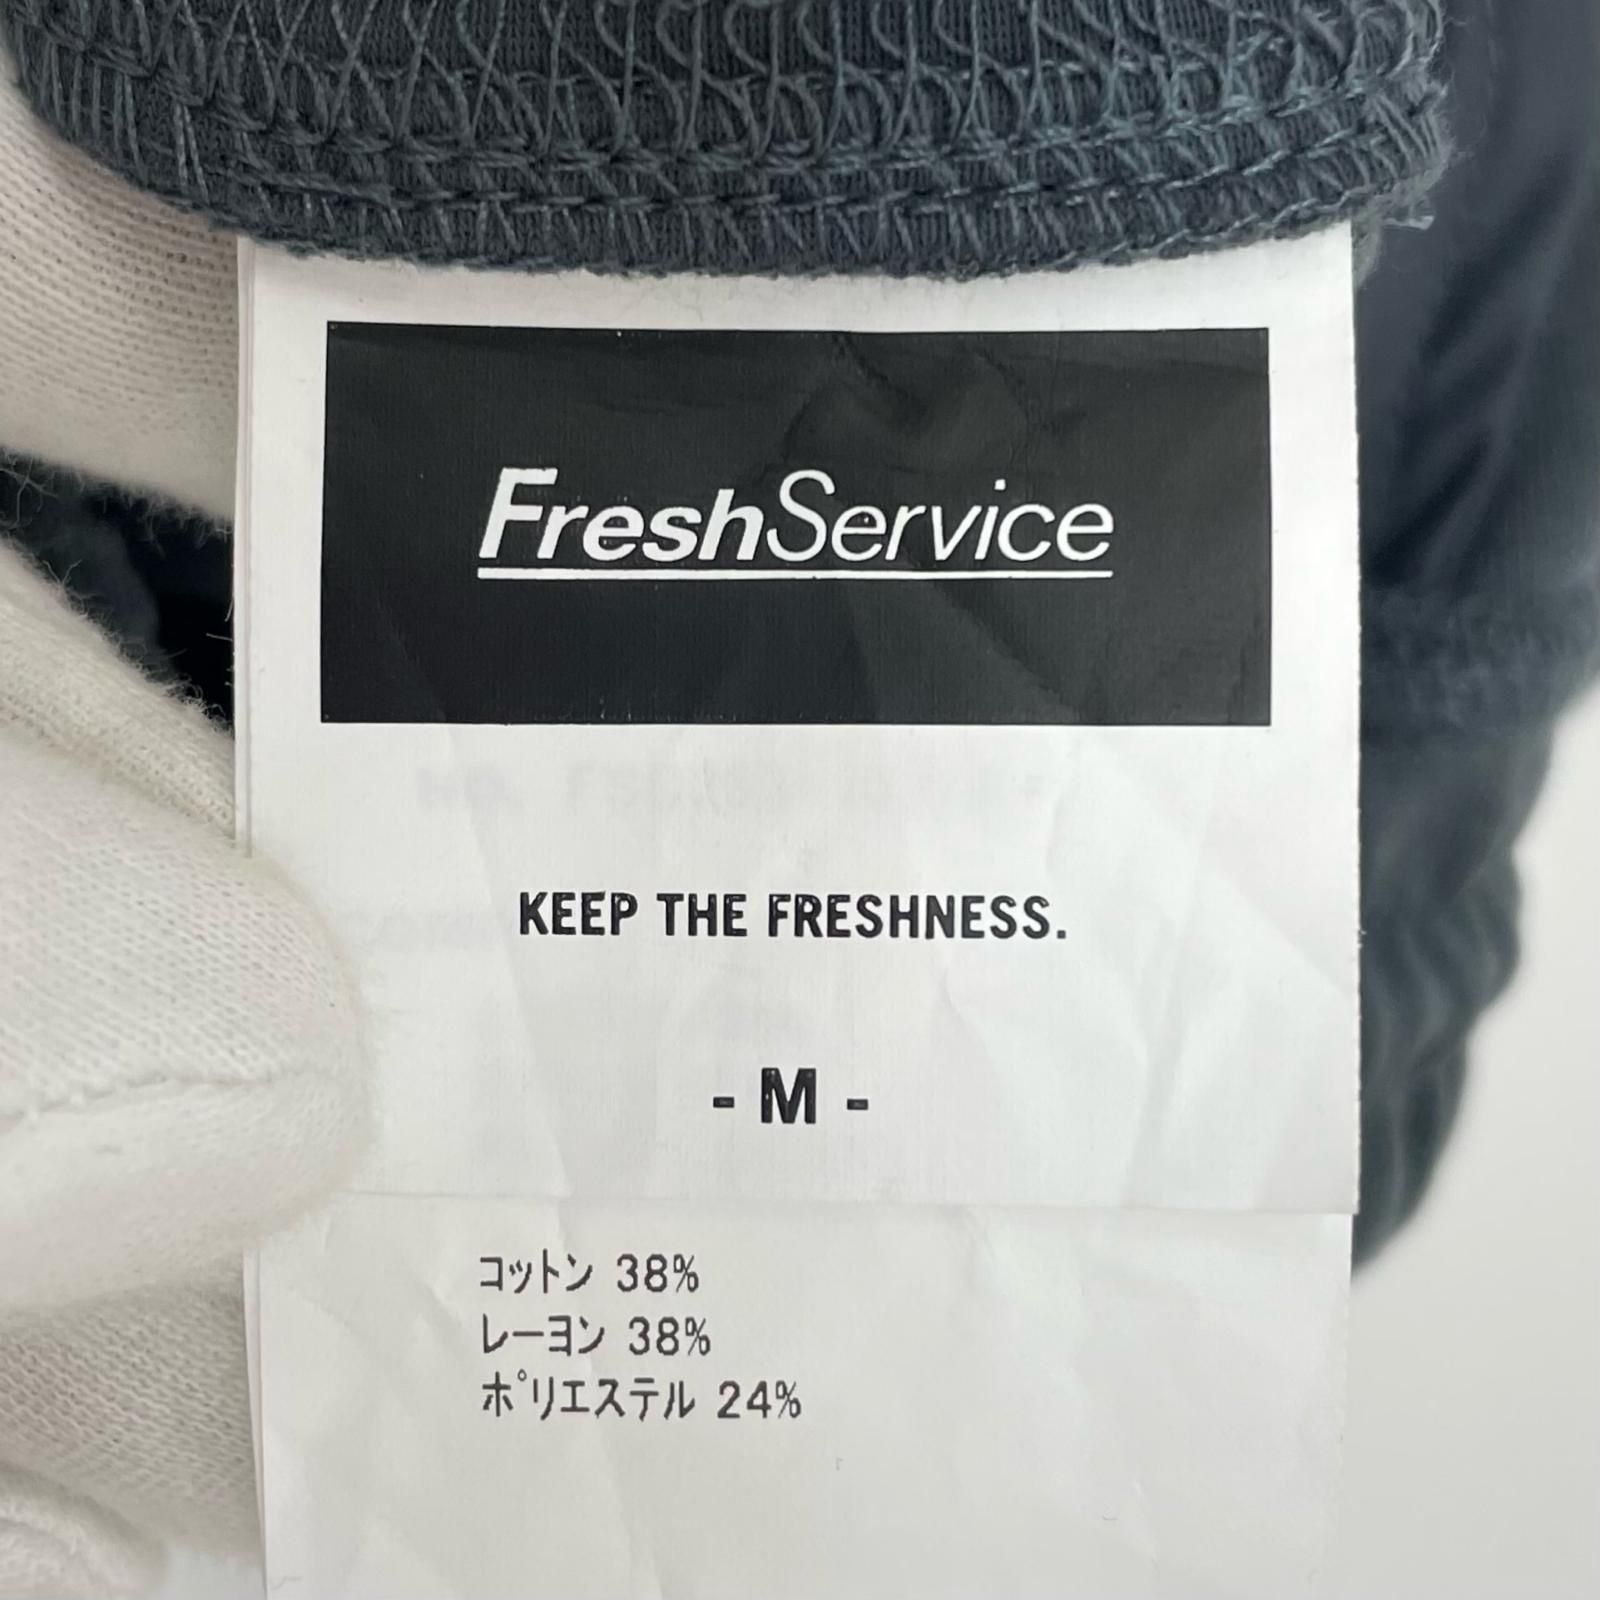 FreshService
KEEP THE FRESHNESS.
- M -
コットン 38%
レーヨン 38%
ポリエステル 24%